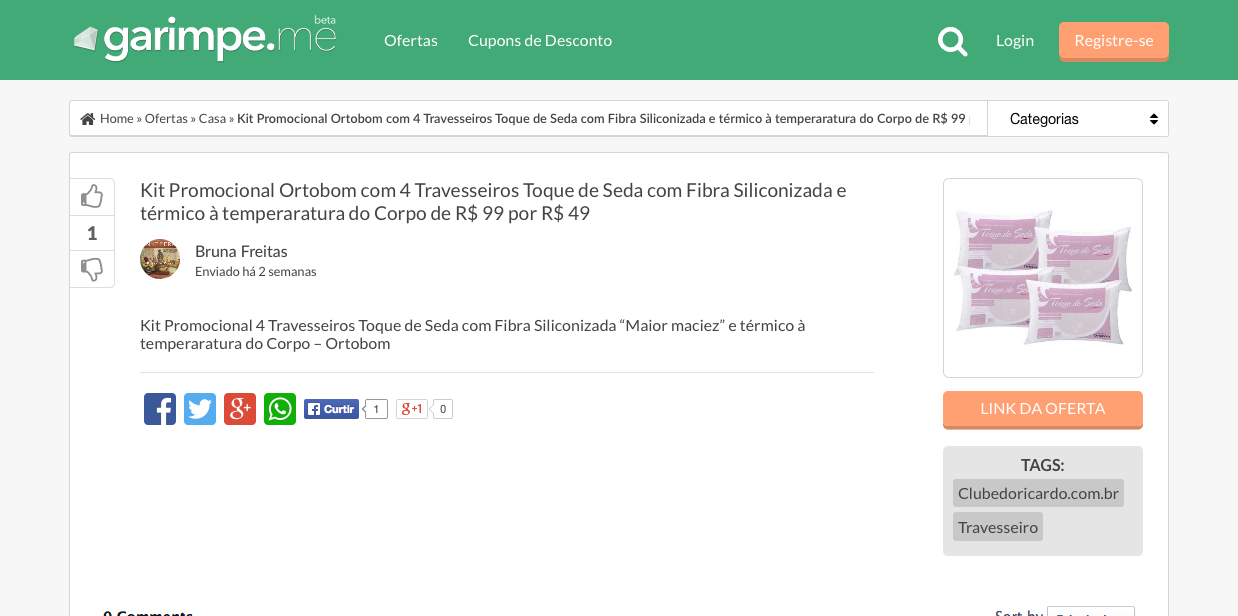 garimpe.me beta
Ofertas
Cupons de Desconto
Login
Registre-se
Home » Ofertas » Casa » Kit Promocional Ortobom com 4 Travesseiros Toque de Seda com Fibra Siliconizada e térmico à temperaratura do Corpo de R$ 99
Categorias
1
Kit Promocional Ortobom com 4 Travesseiros Toque de Seda com Fibra Siliconizada e
térmico à temperaratura do Corpo de R$ 99 por R$ 49
Bruna Freitas
Enviado há 2 semanas
Kit Promocional 4 Travesseiros Toque de Seda com Fibra Siliconizada “Maior maciez” e térmico à
temperaratura do Corpo – Ortobom
Curtir
1
+1
0
Toque de Seda
Toque de Seda
Toque de Seda
Toque de Seda
LINK DA OFERTA
TAGS:
Clubedoricardo.com.br
Travesseiro
0 Comments
Sort by